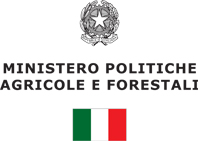 MINISTERO POLITICHE
AGRICOLE E FORESTALI